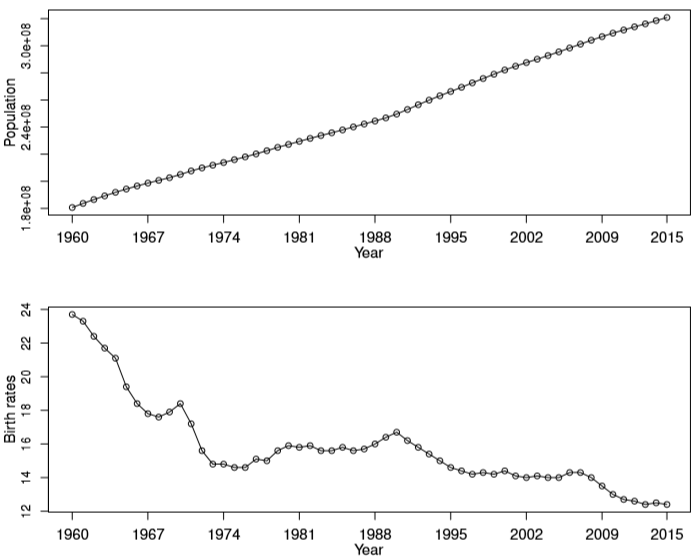 Population
3.0e+08
2.4e+08
1.8e+08
1960 1967 1974 1981 1988 1995 2002 2009 2015
Year
Birth rates
24
22
20
18
16
14
12
1960 1967 1974 1981 1988 1995 2002 2009 2015
Year